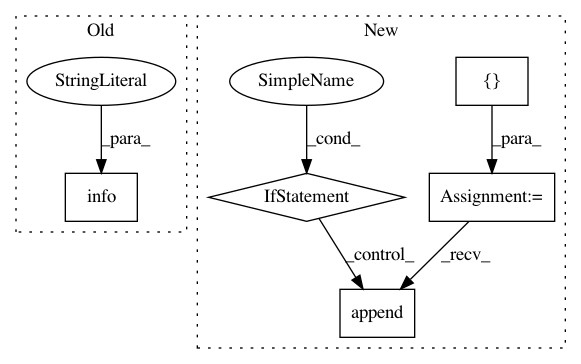 Old
New
StringLiteral
SimpleName
{}
_para_
_cond_
_para_
info
IfStatement
Assignment:=
_control_
_recv_
append